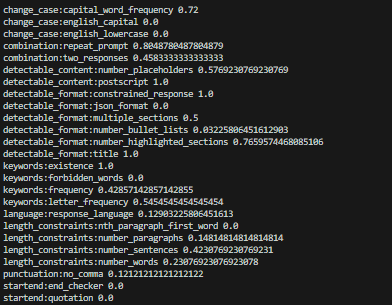 change_case:capital_word_frequency 0.72
change_case:english_capital 0.0
change_case:english_lowercase 0.0
combination:repeat_prompt 0.8048780487804879
combination:two_responses 0.4583333333333333
detectable_content:number_placeholders 0.5769230769230769
detectable_content:postscript 1.0
detectable_format:constrained_response 1.0
detectable_format:json_format 0.0
detectable_format:multiple_sections 0.5
detectable_format:number_bullet_lists 0.03225806451612903
detectable_format:number_highlighted_sections 0.7659574468085106
detectable_format:title 1.0
keywords:existence 1.0
keywords:forbidden_words 0.0
keywords:frequency 0.42857142857142855
keywords:letter_frequency 0.5454545454545454
language:response_language 0.12903225806451613
length_constraints:nth_paragraph_first_word 0.0
length_constraints:number_paragraphs 0.14814814814814814
length_constraints:number_sentences 0.4230769230769231
length_constraints:number_words 0.23076923076923078
punctuation:no_comma 0.12121212121212122
startend:end_checker 0.0
startend:quotation 0.0